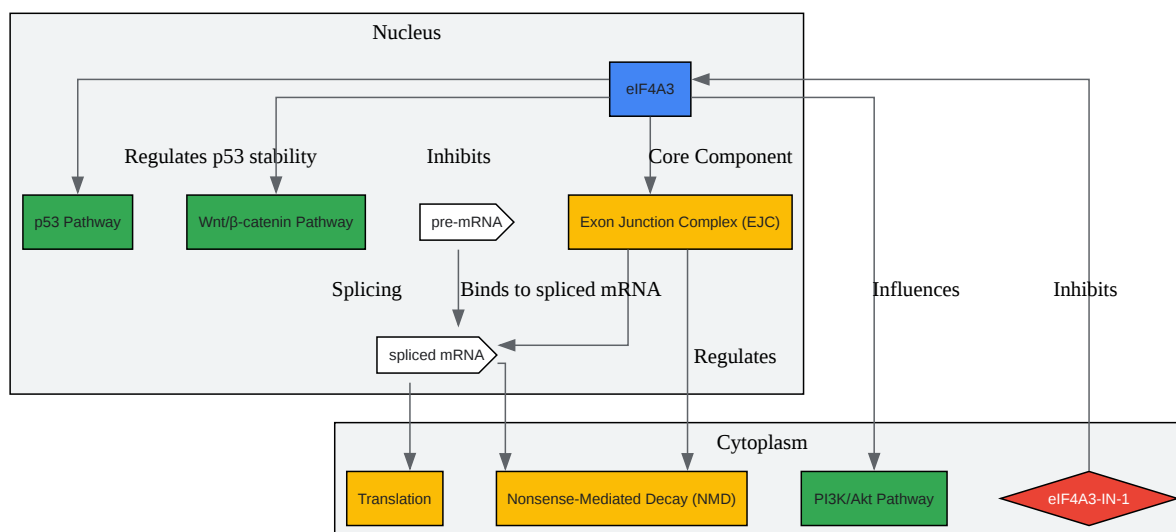 Nucleus
eIF4A3
Regulates p53 stability
Inhibits
Core Component
p53 Pathway
Wnt/β-catenin Pathway
pre-mRNA
Exon Junction Complex (EJC)
Splicing
Binds to spliced mRNA
Influences
Inhibits
spliced mRNA
Regulates
Cytoplasm
Translation
Nonsense-Mediated Decay (NMD)
PI3K/Akt Pathway
eIF4A3-IN-1